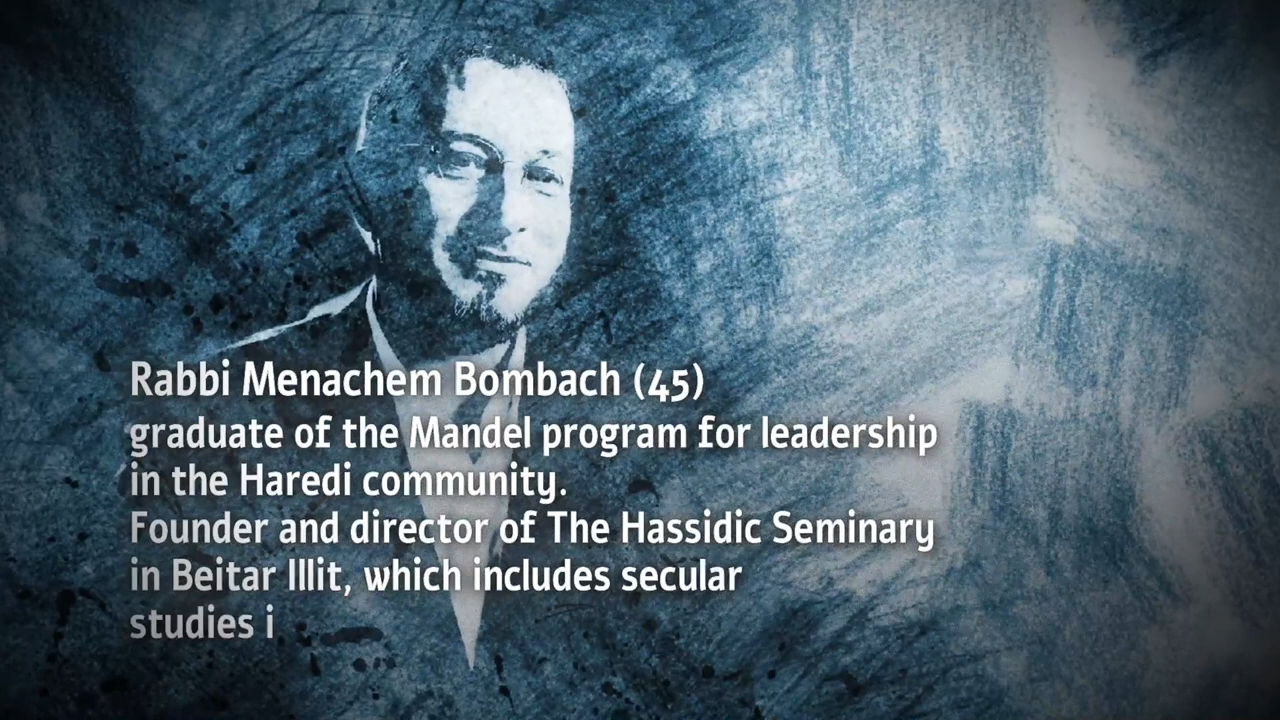 Rabbi Menachem Bombach (45)
graduate of the Mandel program for leadership
in the Haredi community.
Founder and director of The Hassidic Seminary
in Beitar Illit, which includes secular
studies i